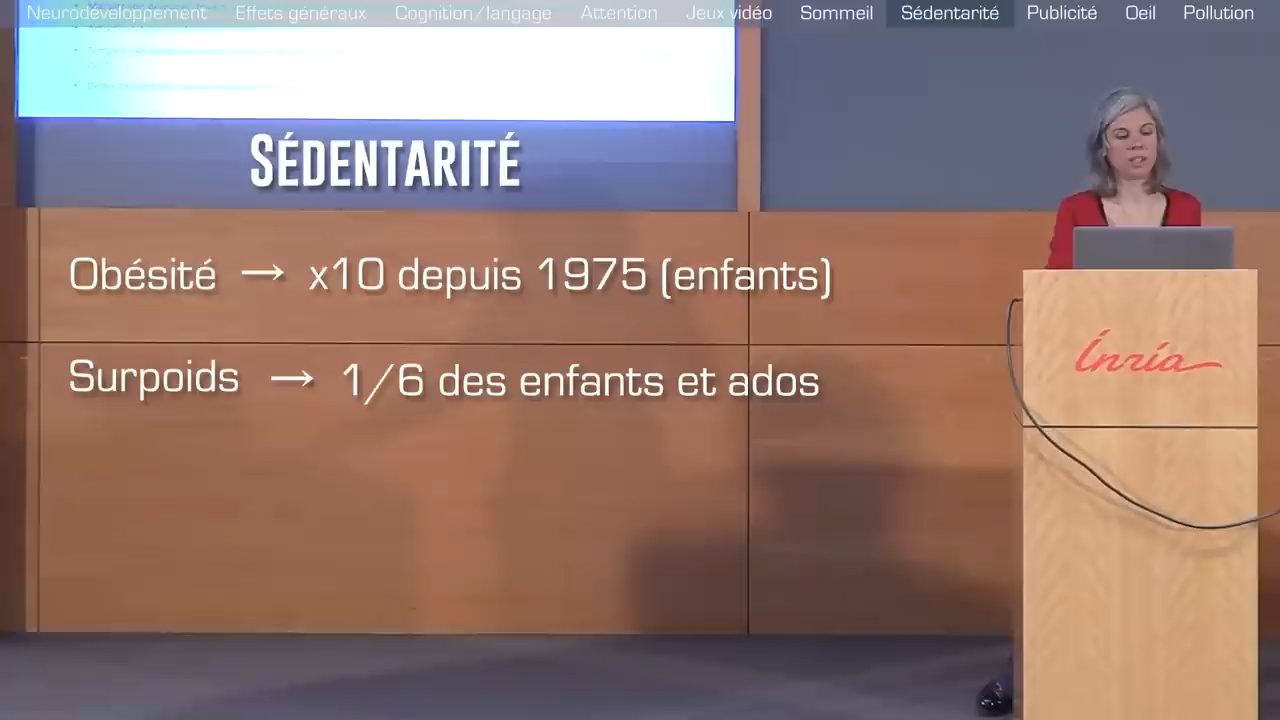 Neurodéveloppement Effets généraux Cognition/langage Attention Jeux vidéo Sommeil Sédentarité Publicité Oeil Pollution
SÉDENTARITÉ
Obésité → x10 depuis 1975 (enfants)
Surpoids → 1/6 des enfants et ados
Inria